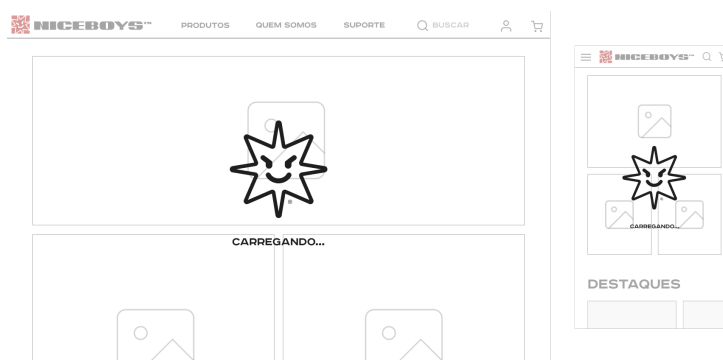 NICEBOYS™
PRODUTOS
QUEM SOMOS
SUPORTE
BUSCAR
CARREGANDO...
NICEBOYS™
CARREGANDO...
DESTAQUES